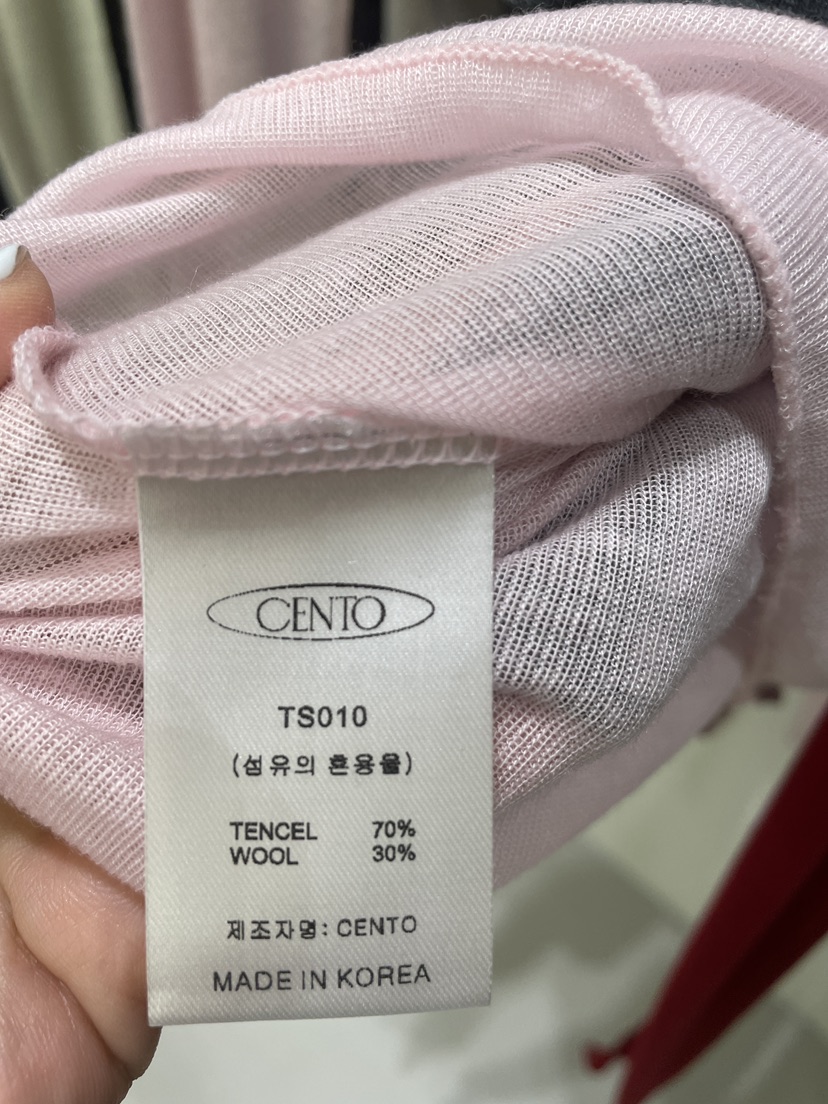 CENTO
TS010
(섬유의 혼용율)
TENCEL 70%
WOOL 30%
제조자명: CENTO
MADE IN KOREA